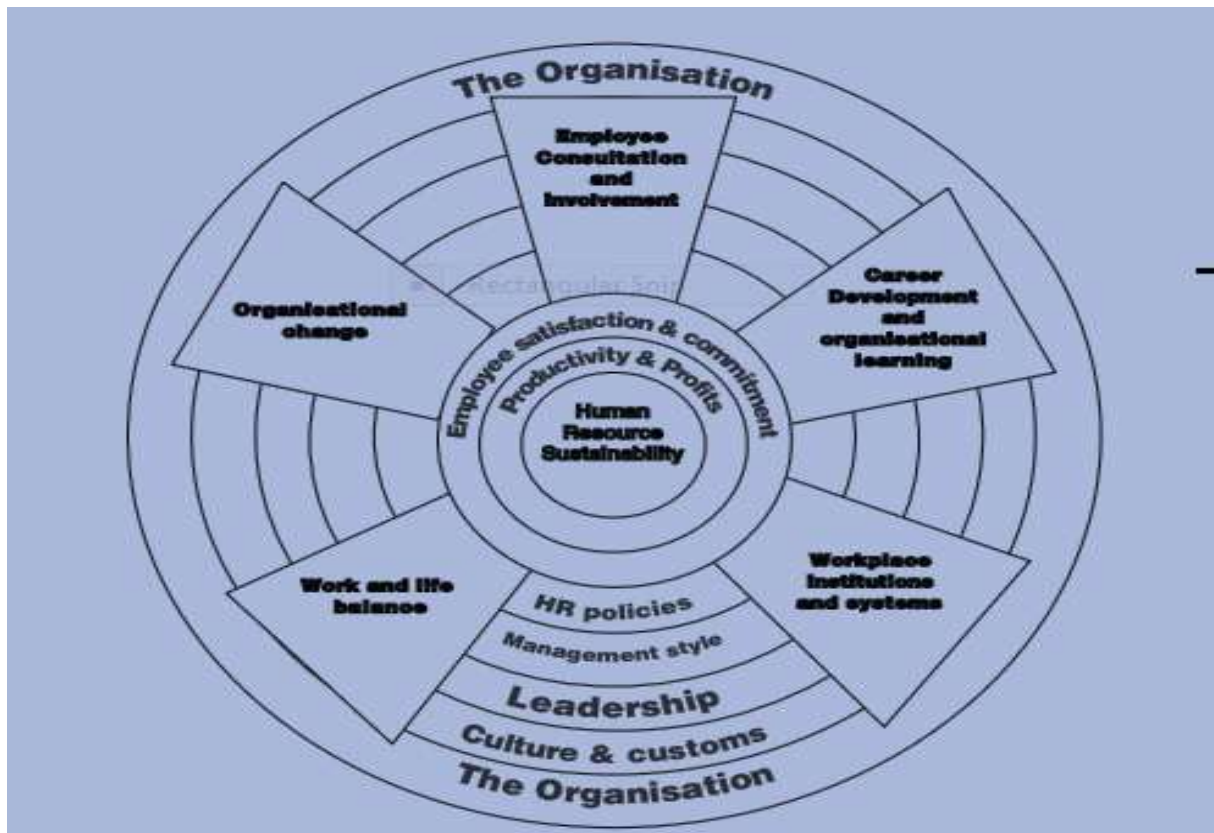 The Organisation
Employee
Consultation
and
Involvement
Rectangular Snip
Organisational
change
Career
Development
and
organisational
learning
Employee satisfaction & commitment
Productivity & Profits
Human
Resource
Sustainability
Work and life
balance
Workplace
Institutions
and systems
HR policies
Management style
Leadership
Culture & customs
The Organisation